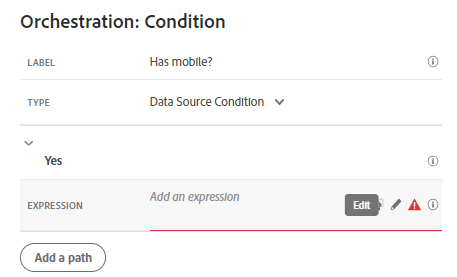 Orchestration: Condition
LABEL Has mobile?
TYPE Data Source Condition
Yes
EXPRESSION Add an expression Edit
Add a path